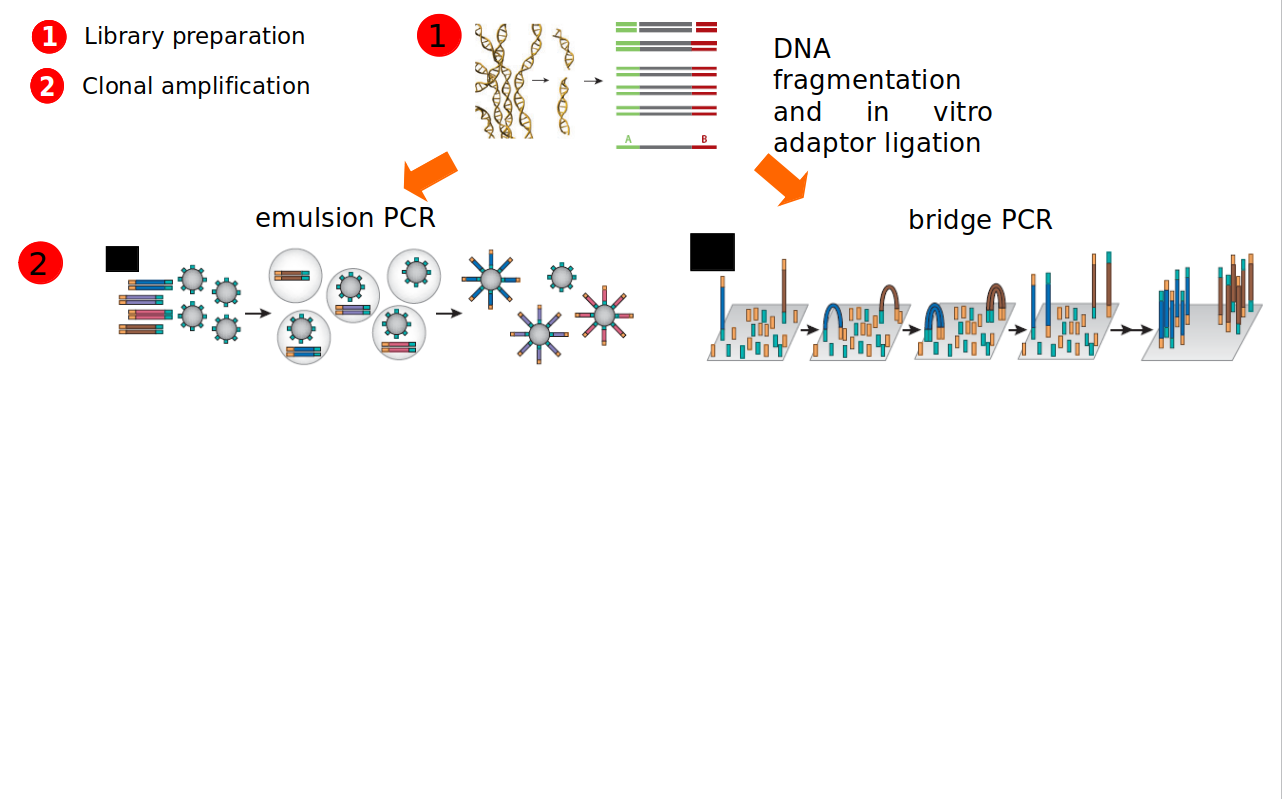 1 Library preparation
2 Clonal amplification
1
DNA
fragmentation
and in vitro
adaptor ligation
A B
emulsion PCR
bridge PCR
2